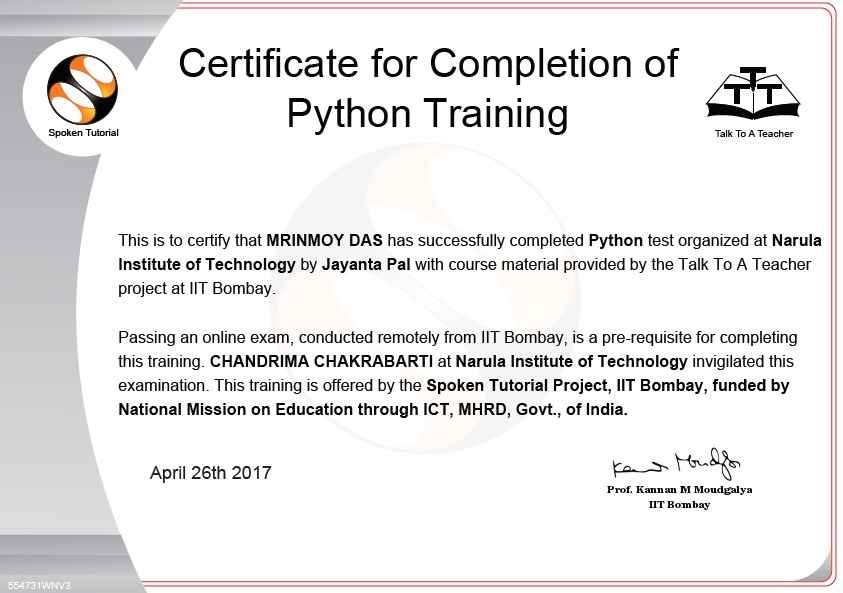 Certificate for Completion of
Python Training
Spoken Tutorial
TTT
Talk To A Teacher
This is to certify that MRINMOY DAS has successfully completed Python test organized at Narula
Institute of Technology by Jayanta Pal with course material provided by the Talk To A Teacher
project at IIT Bombay.
Passing an online exam, conducted remotely from IIT Bombay, is a pre-requisite for completing
this training. CHANDRIMA CHAKRABARTI at Narula Institute of Technology invigilated this
examination. This training is offered by the Spoken Tutorial Project, IIT Bombay, funded by
National Mission on Education through ICT, MHRD, Govt., of India.
April 26th 2017
Kannan Moudgalya
Prof. Kannan M Moudgalya
IIT Bombay
554731WNV3